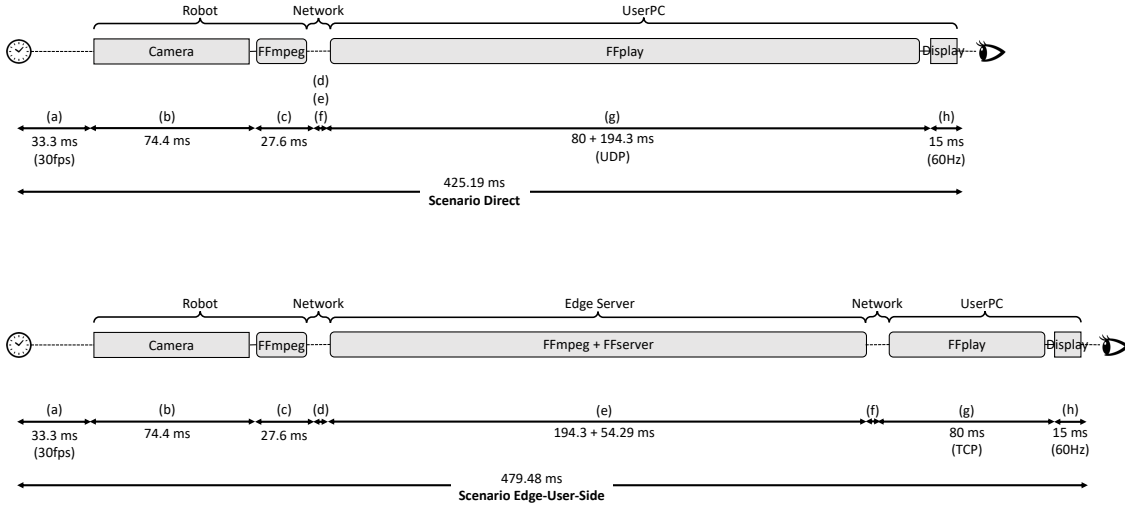 Robot Network UserPC
Camera FFmpeg FFplay Display
(d)
(e)
(a) (b) (c) (f) (g) (h)
33.3 ms 74.4 ms 27.6 ms 80 + 194.3 ms 15 ms
(30fps) (UDP) (60Hz)
425.19 ms
Scenario Direct
Robot Network Edge Server Network UserPC
Camera FFmpeg FFmpeg + FFserver FFplay Display
(a) (b) (c) (d) (e) (f) (g) (h)
33.3 ms 74.4 ms 27.6 ms 194.3 + 54.29 ms 80 ms 15 ms
(30fps) (TCP) (60Hz)
479.48 ms
Scenario Edge-User-Side